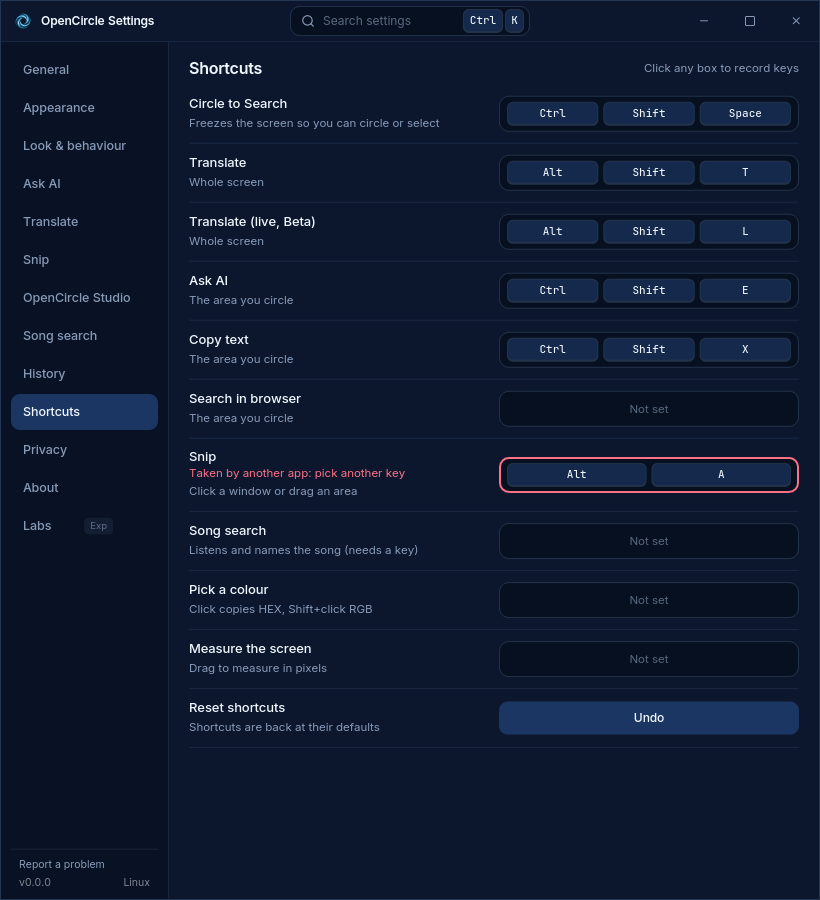 OpenCircle Settings
Search settings
Ctrl K
General
Appearance
Look & behaviour
Ask AI
Translate
Snip
OpenCircle Studio
Song search
History
Shortcuts
Privacy
About
Labs Exp
Report a problem
v0.0.0 Linux
Shortcuts
Click any box to record keys
Circle to Search
Freezes the screen so you can circle or select
Ctrl Shift Space
Translate
Whole screen
Alt Shift T
Translate (live, Beta)
Whole screen
Alt Shift L
Ask AI
The area you circle
Ctrl Shift E
Copy text
The area you circle
Ctrl Shift X
Search in browser
The area you circle
Not set
Snip
Taken by another app: pick another key
Click a window or drag an area
Alt A
Song search
Listens and names the song (needs a key)
Not set
Pick a colour
Click copies HEX, Shift+click RGB
Not set
Measure the screen
Drag to measure in pixels
Not set
Reset shortcuts
Shortcuts are back at their defaults
Undo